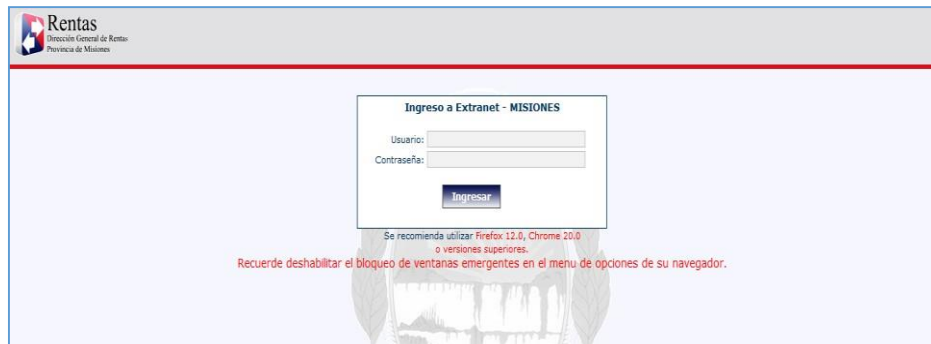 Rentas
Dirección General de Rentas
Provincia de Misiones
Ingreso a Extranet - MISIONES
Usuario:
Contraseña:
Ingresar
Se recomienda utilizar Firefox 12.0, Chrome 20.0
o versiones superiores.
Recuerde deshabilitar el bloqueo de ventanas emergentes en el menu de opciones de su navegador.